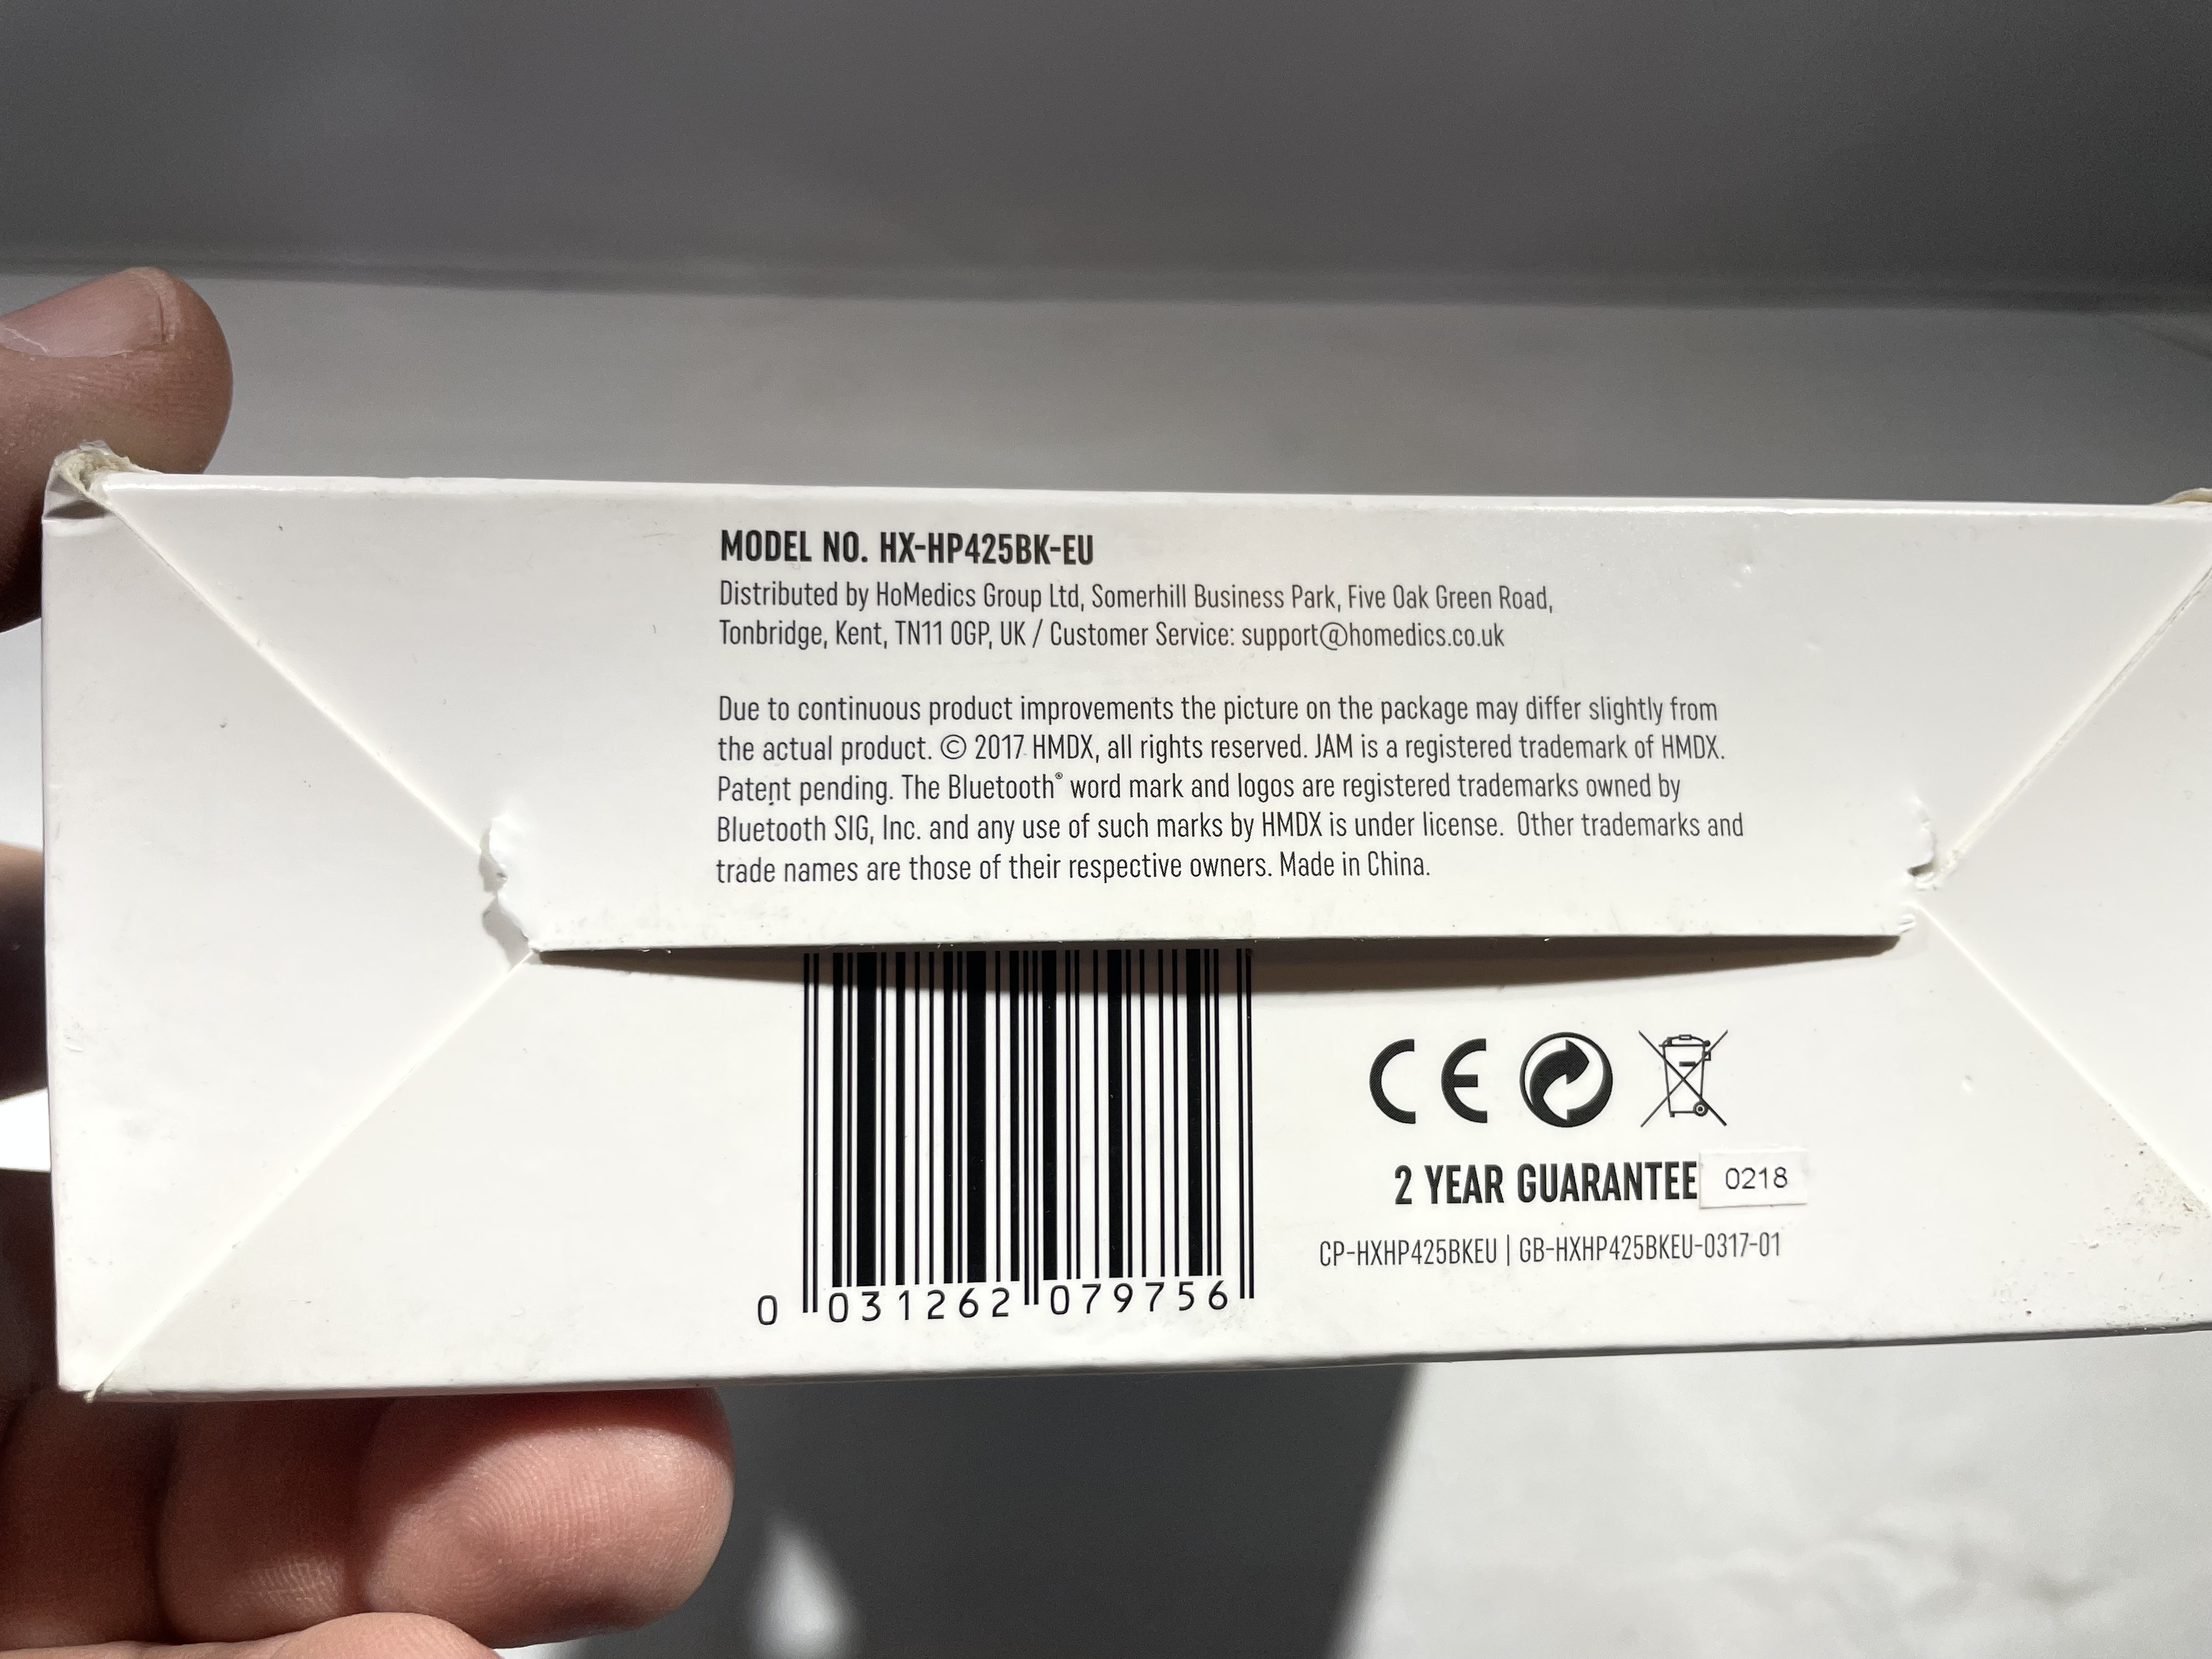 MODEL NO. HX-HP425BK-EU
Distributed by HoMedics Group Ltd, Somerhill Business Park, Five Oak Green Road,
Tonbridge, Kent, TN11 0GP, UK / Customer Service: support@homedics.co.uk
Due to continuous product improvements the picture on the package may differ slightly from
the actual product. © 2017 HMDX, all rights reserved. JAM is a registered trademark of HMDX.
Patent pending. The Bluetooth® word mark and logos are registered trademarks owned by
Bluetooth SIG, Inc. and any use of such marks by HMDX is under license. Other trademarks and
trade names are those of their respective owners. Made in China.
CE
2 YEAR GUARANTEE 0218
CP-HXHP425BKEU | GB-HXHP425BKEU-0317-01
0 031262 079756